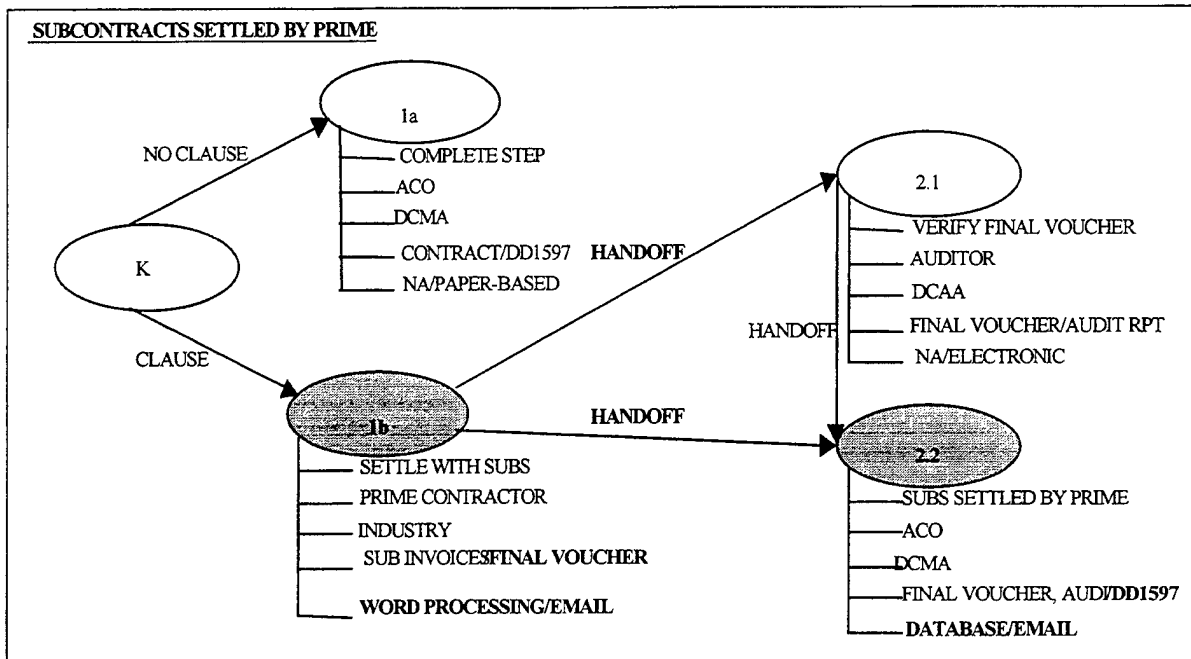 SUBCONTRACTS SETTLED BY PRIME
1a
NO CLAUSE
COMPLETE STEP
ACO
DCMA
CONTRACT/DD1597
NA/PAPER-BASED
K
CLAUSE
HANDOFF
2.1
VERIFY FINAL VOUCHER
AUDITOR
DCAA
FINAL VOUCHER/AUDIT RPT
NA/ELECTRONIC
HANDOFF
1b
HANDOFF
SETTLE WITH SUBS
PRIME CONTRACTOR
INDUSTRY
SUB INVOICES/FINAL VOUCHER
WORD PROCESSING/EMAIL
2.2
SUBS SETTLED BY PRIME
ACO
DCMA
FINAL VOUCHER, AUDI/DD1597
DATABASE/EMAIL